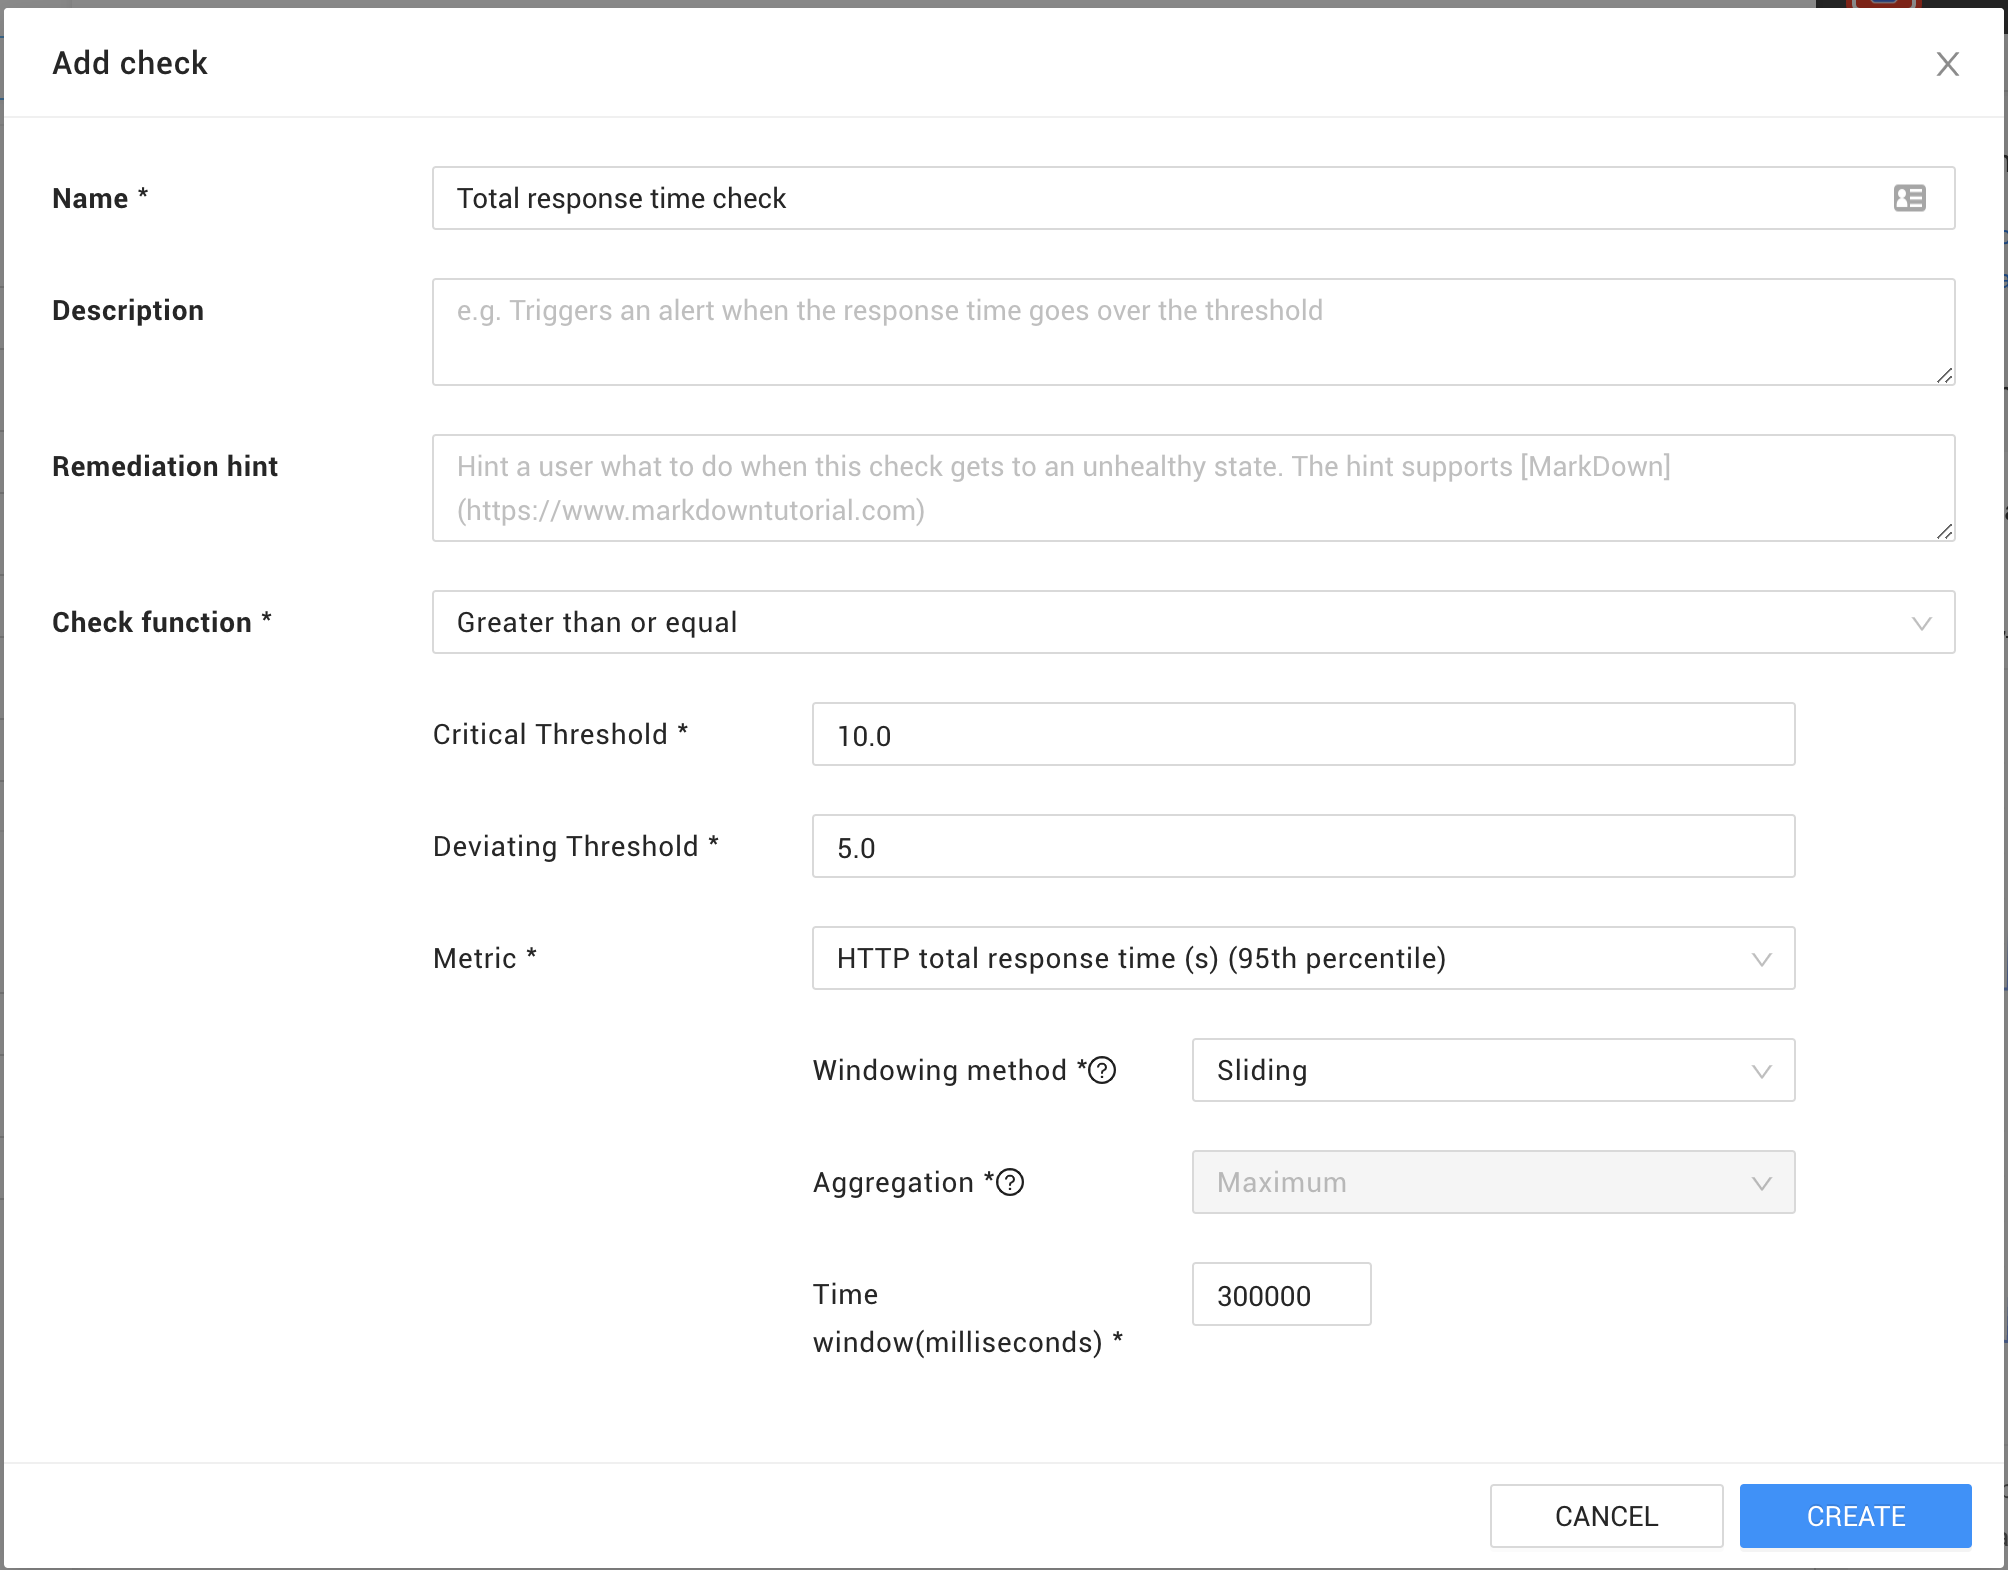 Add check
Name *
Total response time check
Description
e.g. Triggers an alert when the response time goes over the threshold
Remediation hint
Hint a user what to do when this check gets to an unhealthy state. The hint supports [MarkDown]
(https://www.markdowntutorial.com)
Check function *
Greater than or equal
Critical Threshold *
10.0
Deviating Threshold *
5.0
Metric *
HTTP total response time (s) (95th percentile)
Windowing method *?
Sliding
Aggregation *?
Maximum
Time
window(milliseconds) *
300000
CANCEL
CREATE